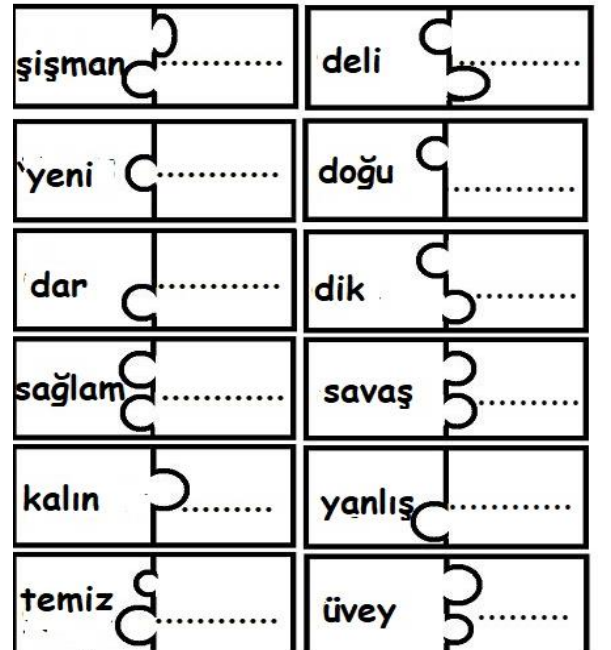 şişman ............... deli ...............
yeni ............... doğu ...............
dar ............... dik ............
sağlam ............... savaş ............
kalın ........... yanlış ...............
temiz ............... üvey ...........